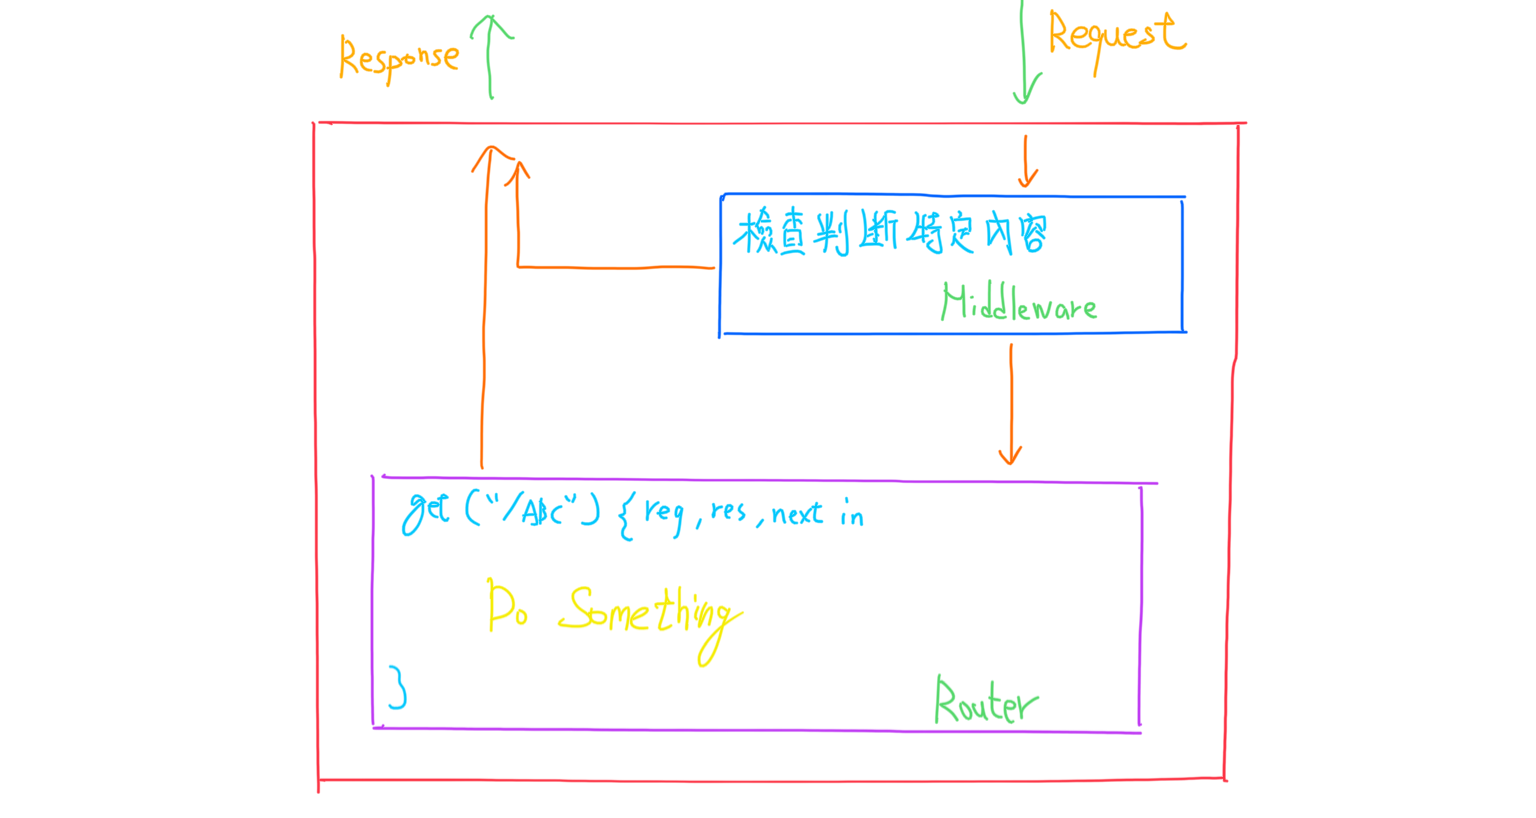 Response
Request
檢查判斷特定內容
Middleware
get ("/ABC") { req, res, next in
Do Something
}
Router